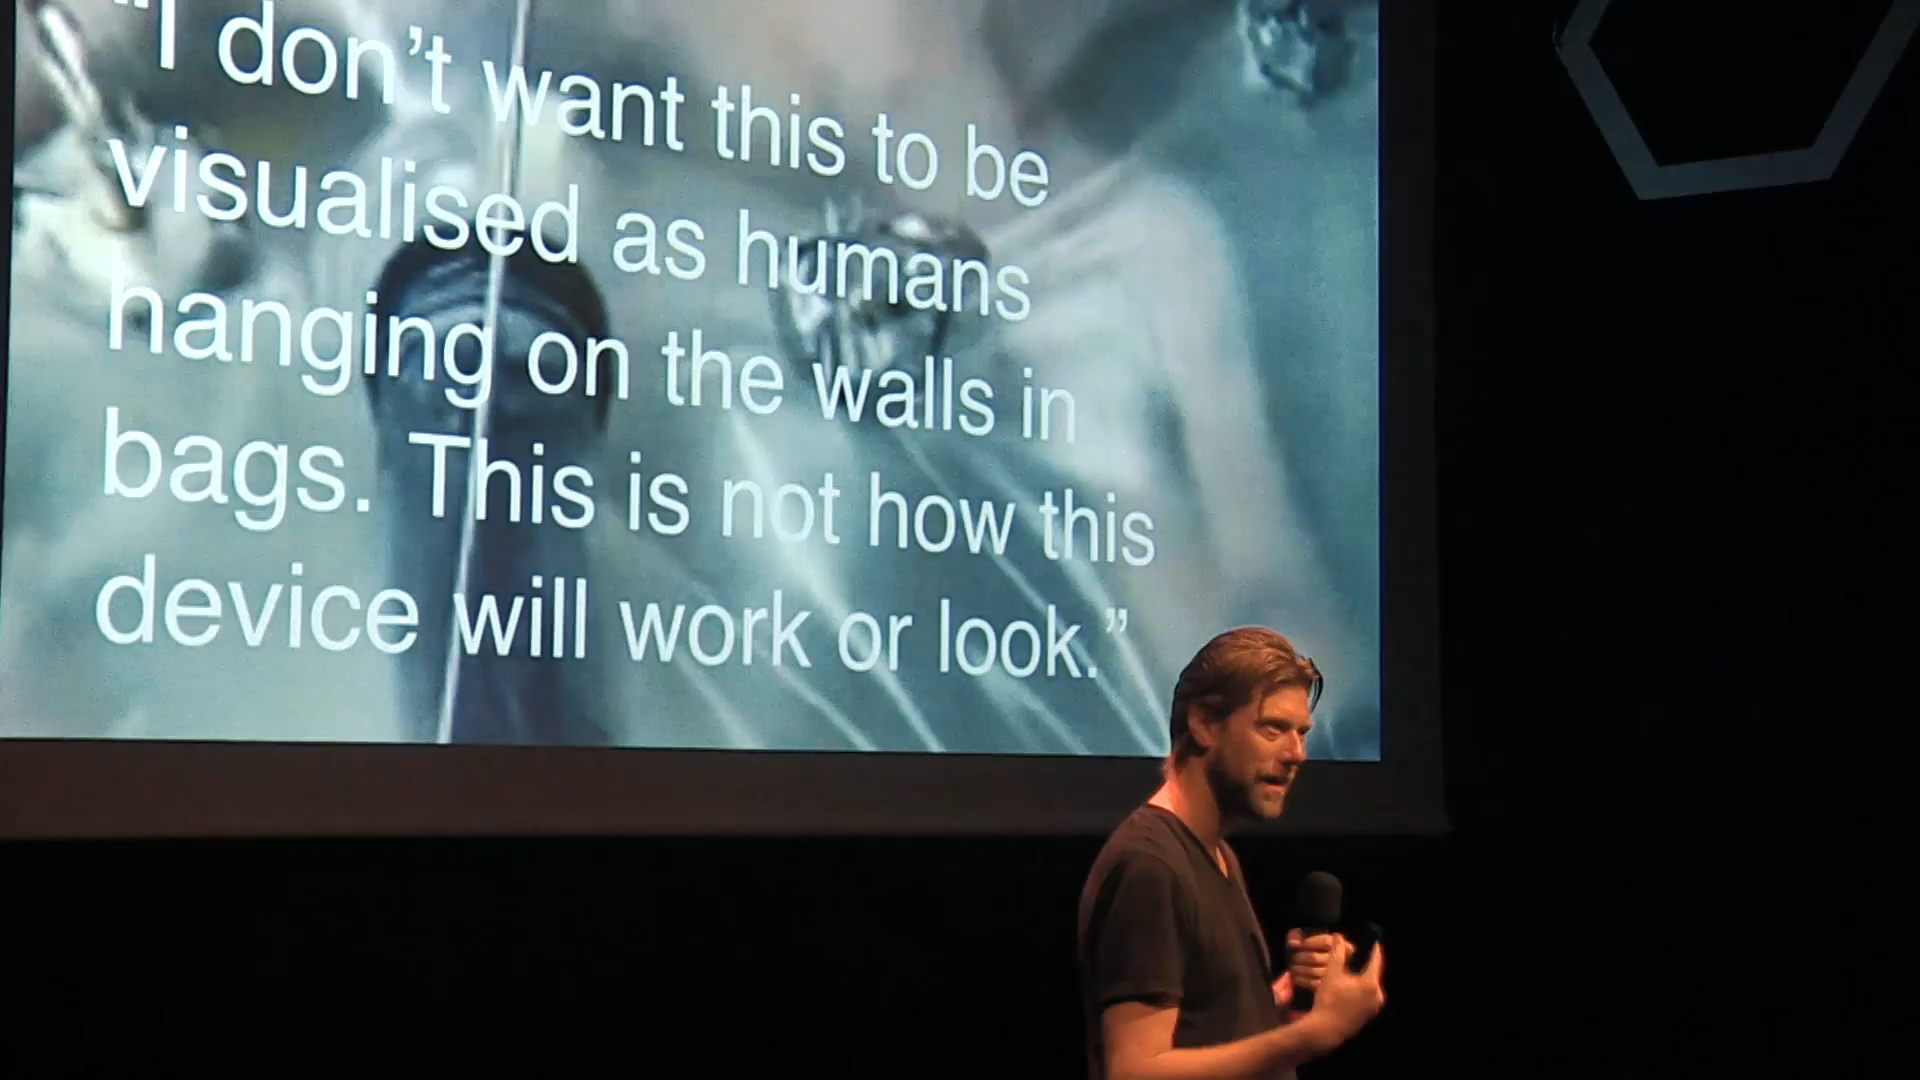 "I don't want this to be
visualised as humans
hanging on the walls in
bags. This is not how this
device will work or look."